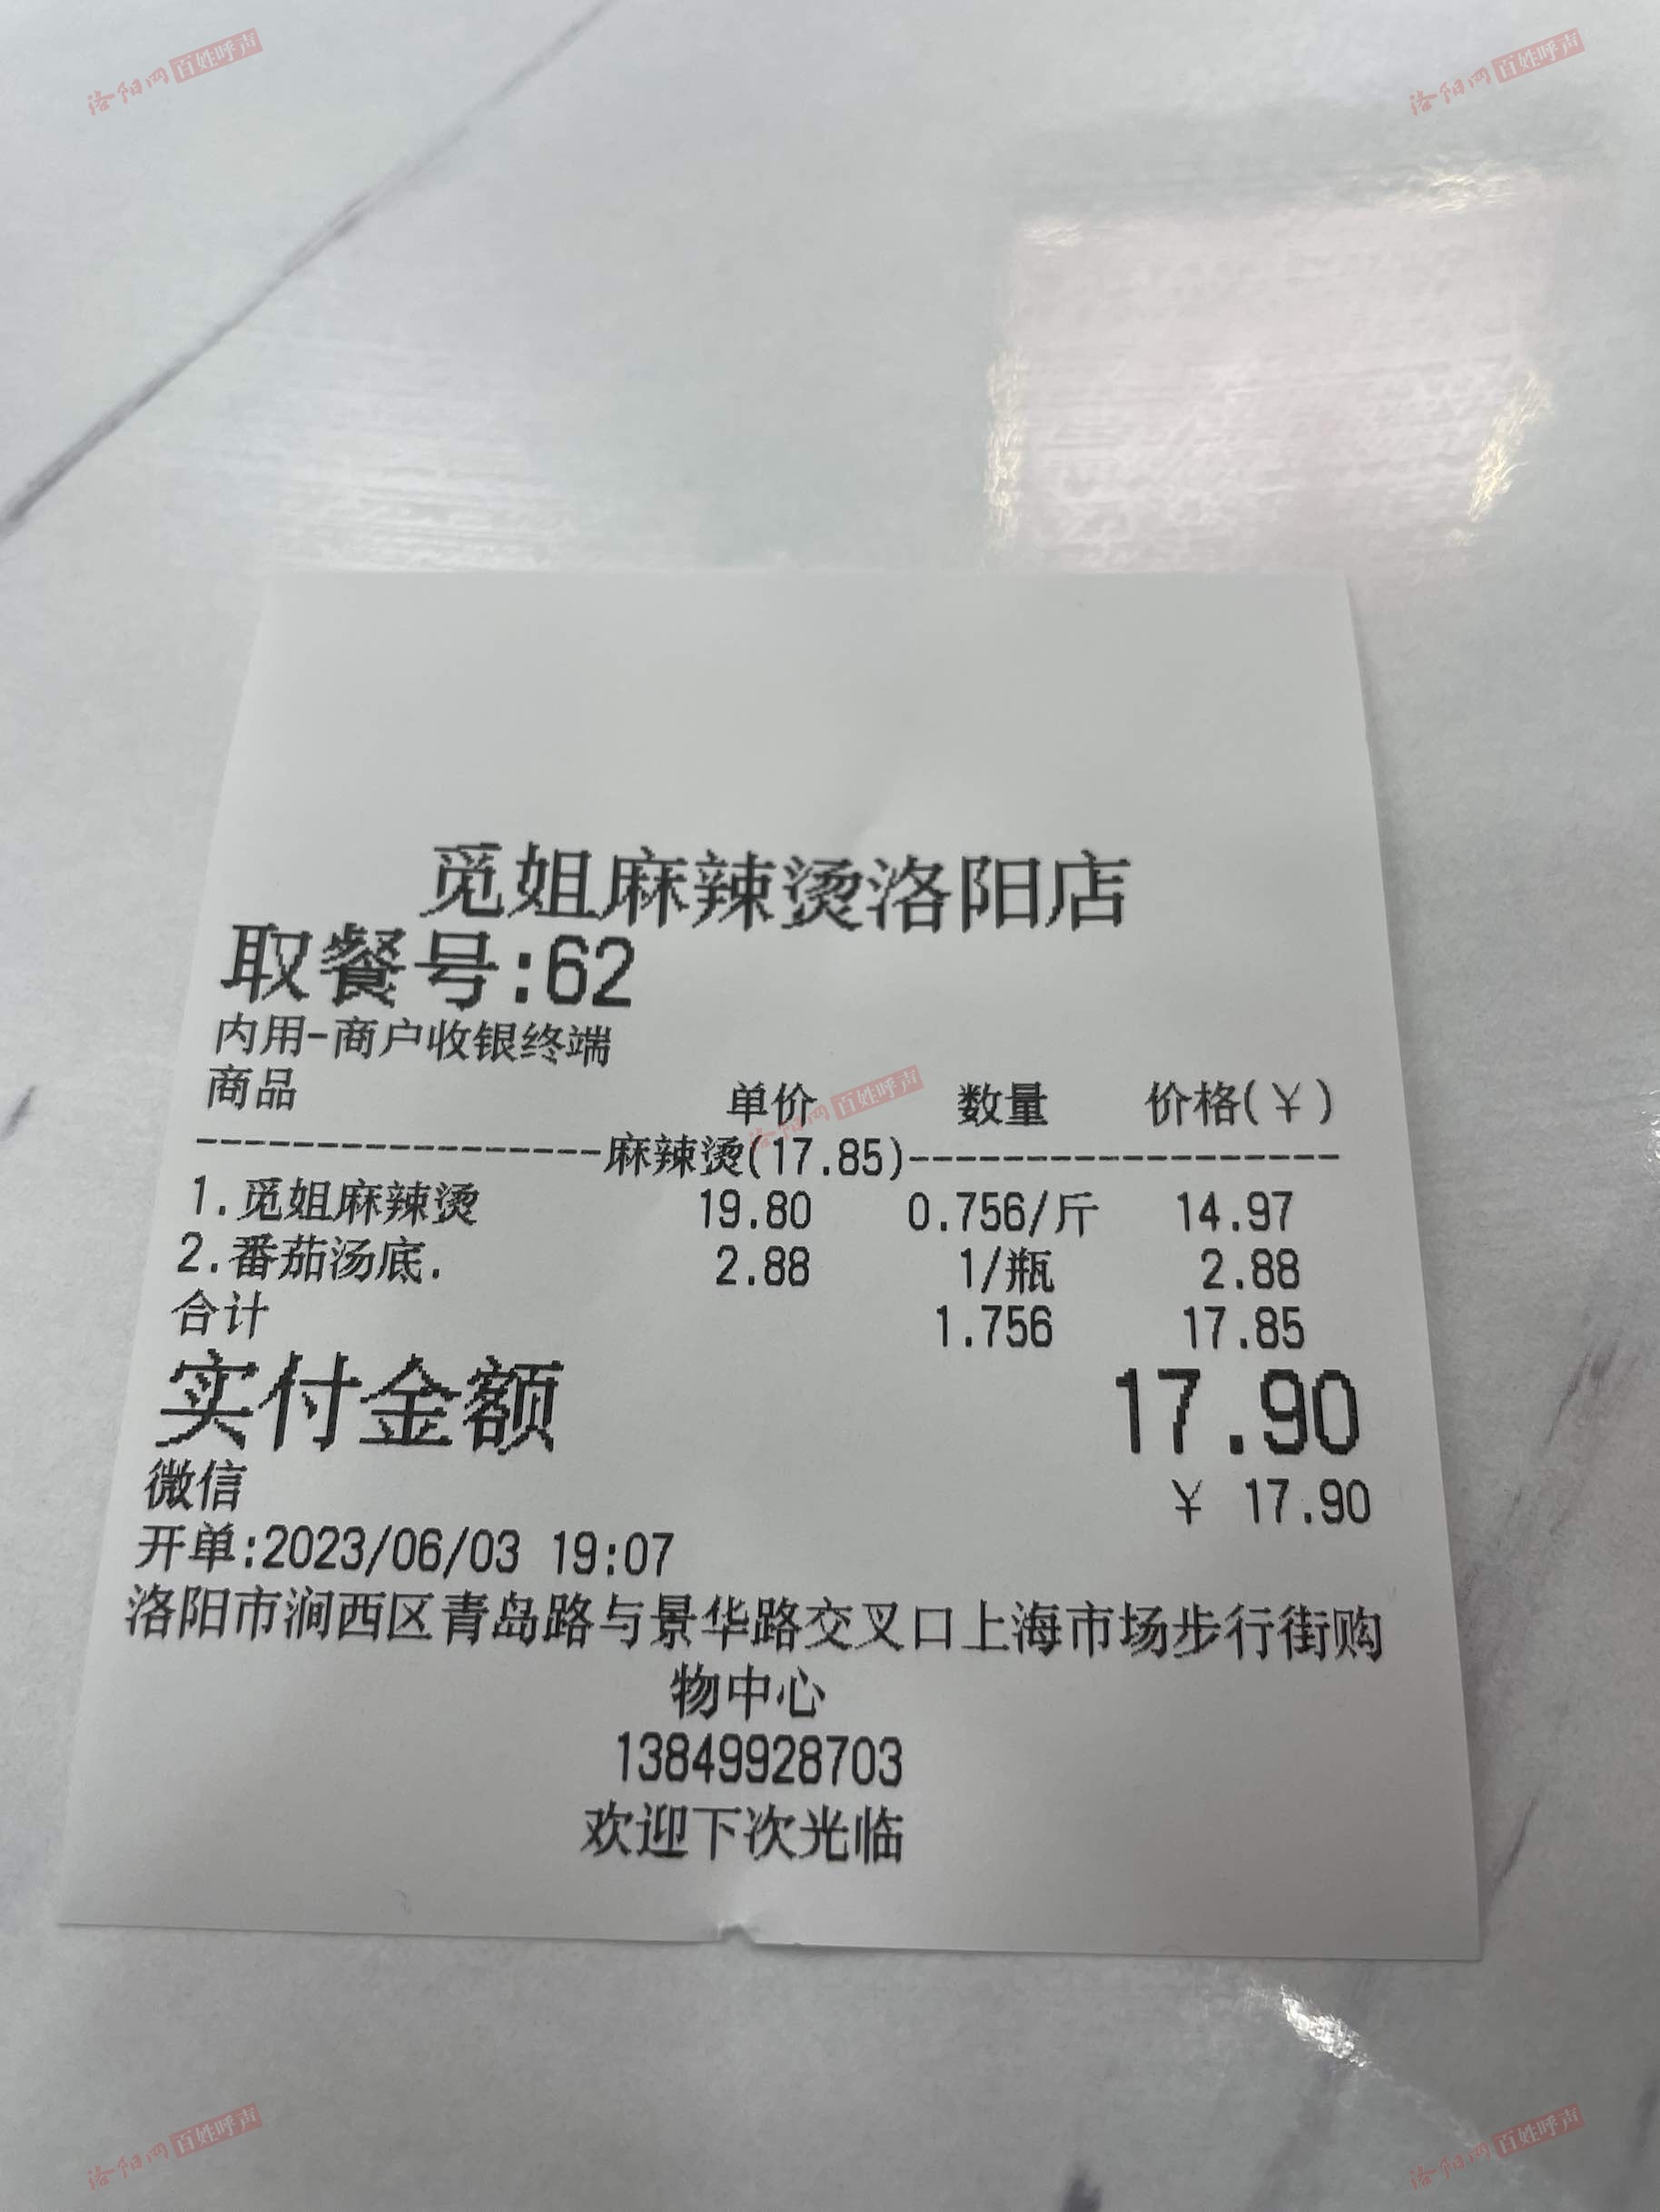 洛阳网 百姓呼声
洛阳网 百姓呼声
觅姐麻辣烫洛阳店
取餐号:62
内用-商户收银终端
商品 单价 数量 价格(￥)
洛阳网 百姓呼声
-----------------麻辣烫(17.85)------------------
1.觅姐麻辣烫 19.80 0.756/斤 14.97
2.番茄汤底. 2.88 1/瓶 2.88
合计 1.756 17.85
实付金额 17.90
微信 ￥ 17.90
开单:2023/06/03 19:07
洛阳市涧西区青岛路与景华路交叉口上海市场步行街购
物中心
13849928703
欢迎下次光临
洛阳网 百姓呼声
洛阳网 百姓呼声